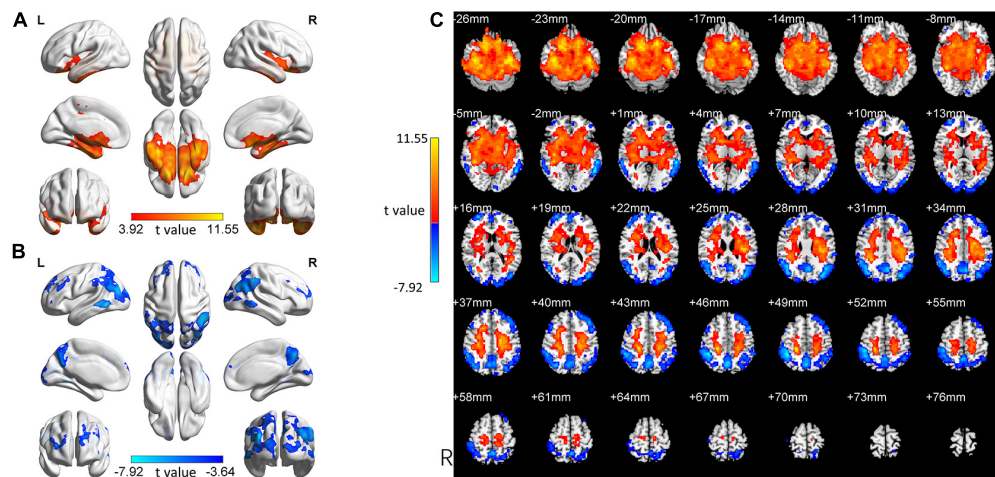 A
L
R
3.92 t value 11.55
B
L
R
-7.92 t value -3.64
11.55
t value
-7.92
C
-26mm -23mm -20mm -17mm -14mm -11mm -8mm
-5mm -2mm +1mm +4mm +7mm +10mm +13mm
+16mm +19mm +22mm +25mm +28mm +31mm +34mm
+37mm +40mm +43mm +46mm +49mm +52mm +55mm
+58mm +61mm +64mm +67mm +70mm +73mm +76mm
R